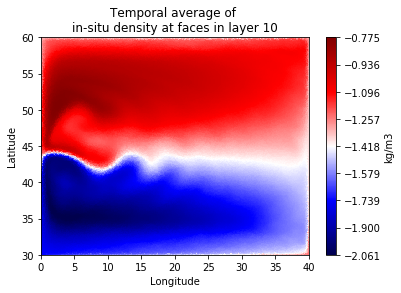 Temporal average of
in-situ density at faces in layer 10
60
55
50
45
40
35
30
Latitude
0 5 10 15 20 25 30 35 40
Longitude
−0.775
−0.936
−1.096
−1.257
−1.418
−1.579
−1.739
−1.900
−2.061
kg/m3